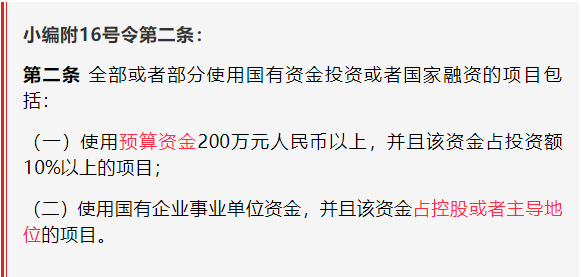 小编附16号令第二条：
第二条 全部或者部分使用国有资金投资或者国家融资的项目包
括：
（一）使用预算资金200万元人民币以上，并且该资金占投资额
10%以上的项目；
（二）使用国有企业事业单位资金，并且该资金占控股或者主导地
位的项目。